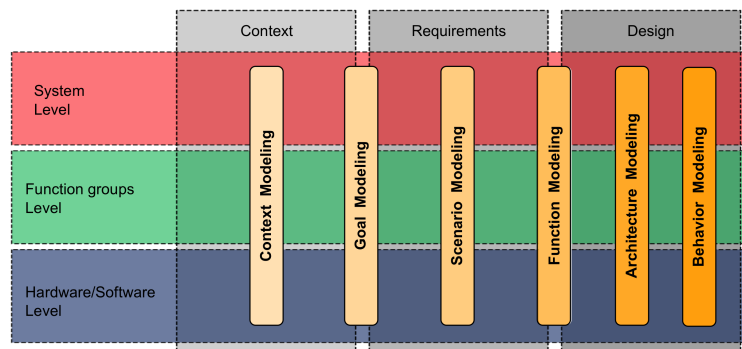 Context
Requirements
Design
System
Level
Function groups
Level
Hardware/Software
Level
Context Modeling
Goal Modeling
Scenario Modeling
Function Modeling
Architecture Modeling
Behavior Modeling